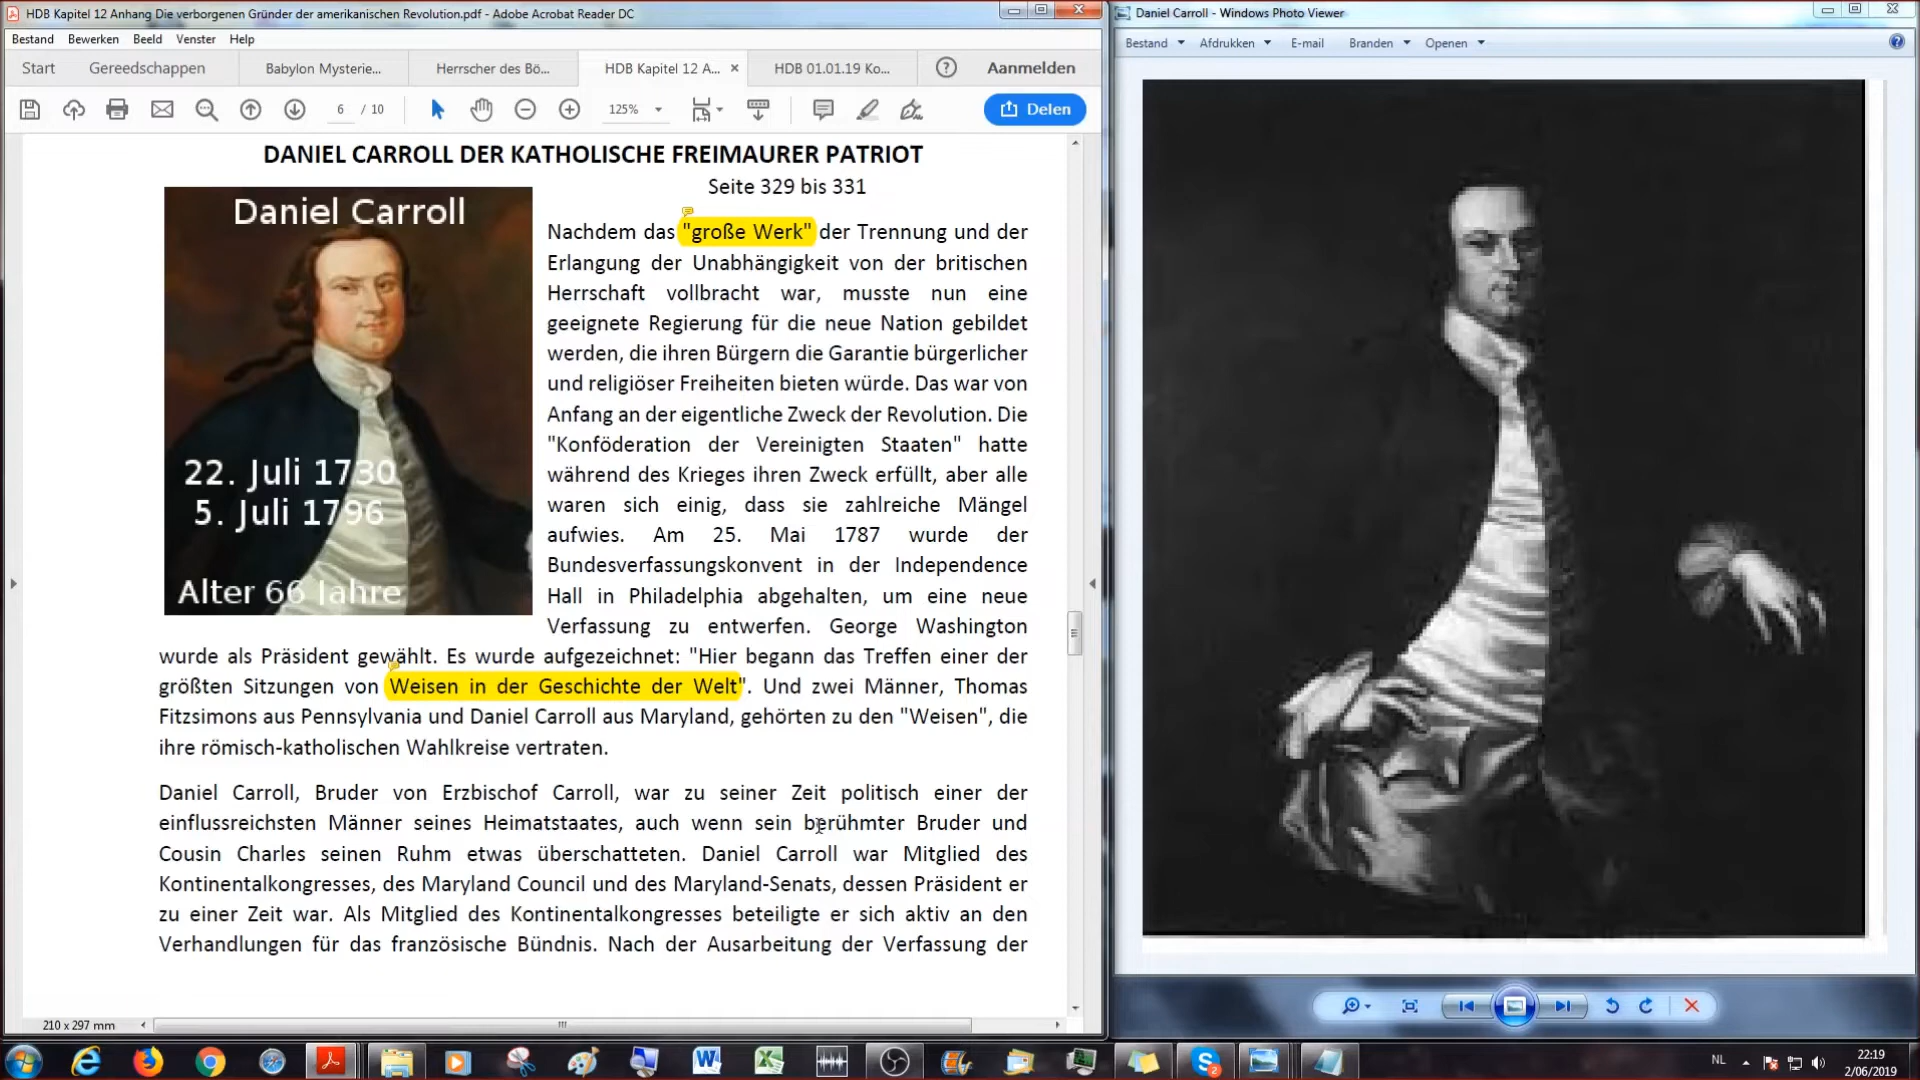 HDB Kapitel 12 Anhang Die verborgenen Gründer der amerikanischen Revolution.pdf - Adobe Acrobat Reader DC
Bestand Bewerken Beeld Venster Help
Start Gereedschappen Babylon Mysterie... Herrscher des Bö... HDB Kapitel 12 A... × HDB 01.01.19 Ko... ? Aanmelden
6 / 10 125% Delen
DANIEL CARROLL DER KATHOLISCHE FREIMAURER PATRIOT
Seite 329 bis 331
Daniel Carroll
22. Juli 1730
5. Juli 1796
Alter 66 Jahre
Nachdem das "große Werk" der Trennung und der
Erlangung der Unabhängigkeit von der britischen
Herrschaft vollbracht war, musste nun eine
geeignete Regierung für die neue Nation gebildet
werden, die ihren Bürgern die Garantie bürgerlicher
und religiöser Freiheiten bieten würde. Das war von
Anfang an der eigentliche Zweck der Revolution. Die
"Konföderation der Vereinigten Staaten" hatte
während des Krieges ihren Zweck erfüllt, aber alle
waren sich einig, dass sie zahlreiche Mängel
aufwies. Am 25. Mai 1787 wurde der
Bundesverfassungskonvent in der Independence
Hall in Philadelphia abgehalten, um eine neue
Verfassung zu entwerfen. George Washington
wurde als Präsident gewählt. Es wurde aufgezeichnet: "Hier begann das Treffen einer der
größten Sitzungen von Weisen in der Geschichte der Welt". Und zwei Männer, Thomas
Fitzsimons aus Pennsylvania und Daniel Carroll aus Maryland, gehörten zu den "Weisen", die
ihre römisch-katholischen Wahlkreise vertraten.
Daniel Carroll, Bruder von Erzbischof Carroll, war zu seiner Zeit politisch einer der
einflussreichsten Männer seines Heimatstaates, auch wenn sein berühmter Bruder und
Cousin Charles seinen Ruhm etwas überschatteten. Daniel Carroll war Mitglied des
Kontinentalkongresses, des Maryland Council und des Maryland-Senats, dessen Präsident er
zu einer Zeit war. Als Mitglied des Kontinentalkongresses beteiligte er sich aktiv an den
Verhandlungen für das französische Bündnis. Nach der Ausarbeitung der Verfassung der
210 x 297 mm
Daniel Carroll - Windows Photo Viewer
Bestand Afdrukken E-mail Branden Openen
NL
22:19
2/06/2019